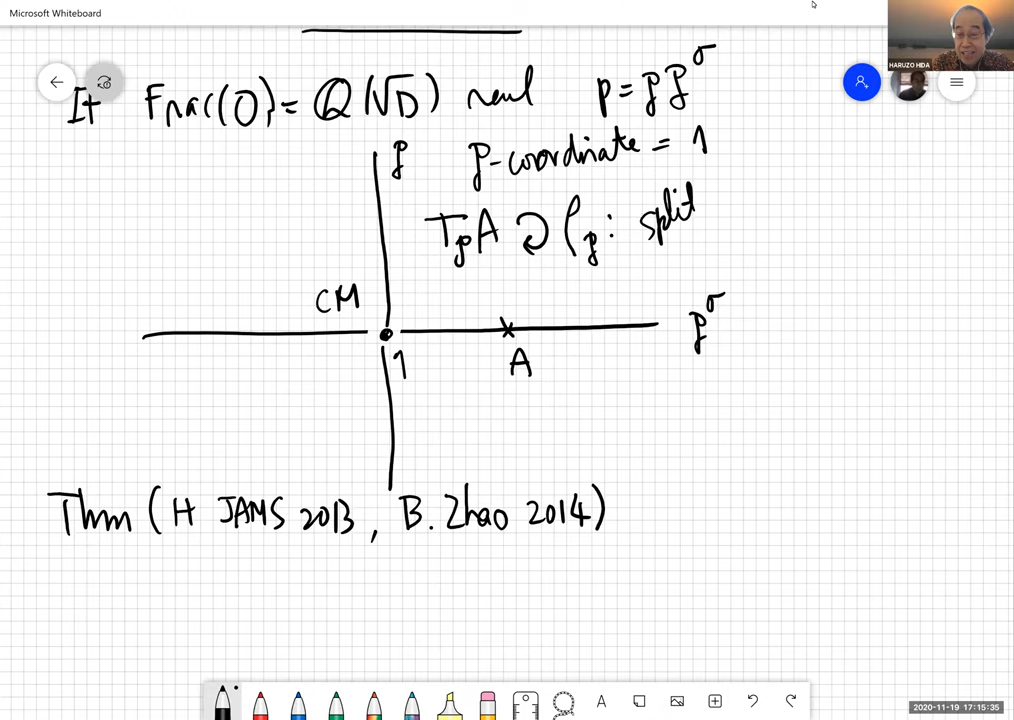 Microsoft Whiteboard
HARUZO HIDA
If Frac(O) = Q(√D) real p = 𝔭𝔭^σ
𝔭 𝔭-coordinate = 1
T_𝔭A ⊃ ρ_𝔭: split
CM
𝔭^σ
1 A
Thm (H JAMS 2013, B. Zhao 2014)
A
2020-11-19 17:15:35